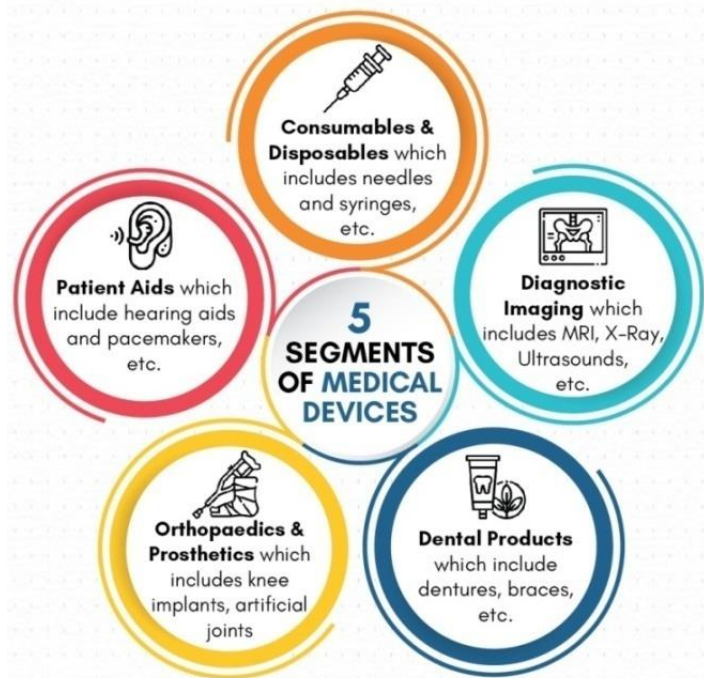 Consumables &
Disposables which
includes needles
and syringes,
etc.
Patient Aids which
include hearing aids
and pacemakers,
etc.
Diagnostic
Imaging which
includes MRI, X-Ray,
Ultrasounds,
etc.
5
SEGMENTS
OF MEDICAL
DEVICES
Orthopaedics &
Prosthetics which
includes knee
implants, artificial
joints
Dental Products
which include
dentures, braces,
etc.